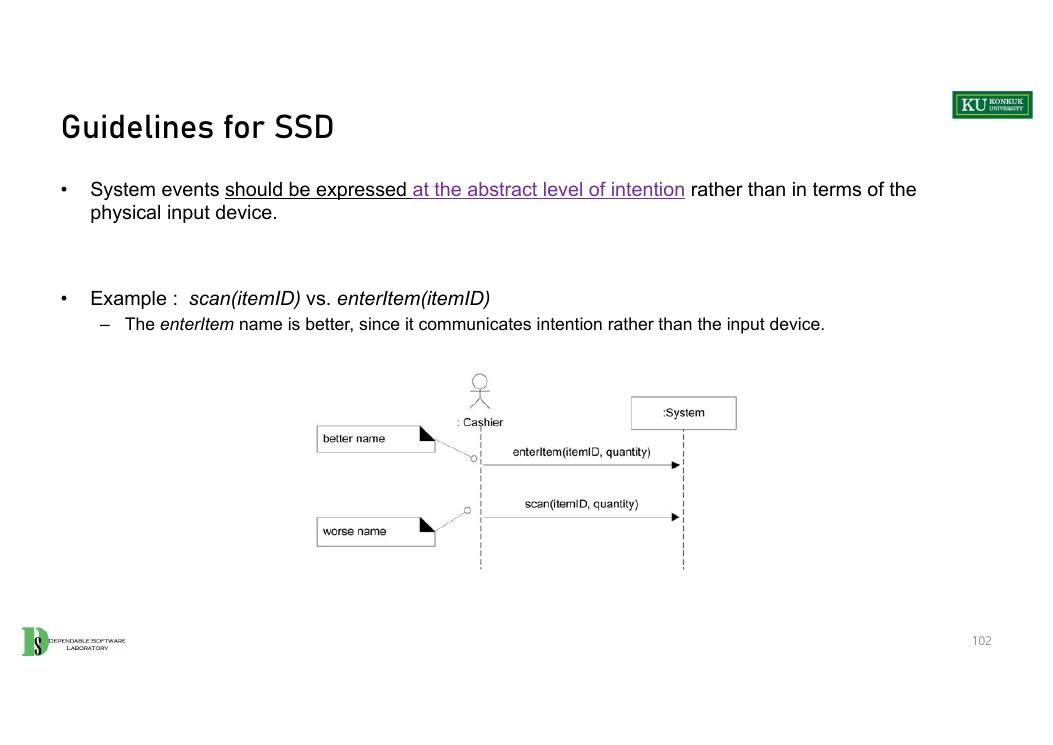 KU KONKUK
UNIVERSITY
Guidelines for SSD
• System events should be expressed at the abstract level of intention rather than in terms of the
physical input device.
• Example : scan(itemID) vs. enterItem(itemID)
– The enterItem name is better, since it communicates intention rather than the input device.
: Cashier
:System
better name
enterItem(itemID, quantity)
scan(itemID, quantity)
worse name
DS DEPENDABLE SOFTWARE
LABORATORY
102